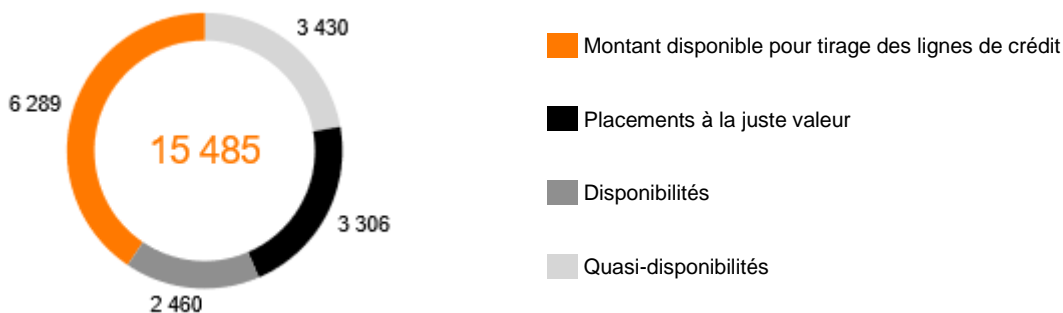 3 430
6 289
15 485
3 306
2 460
Montant disponible pour tirage des lignes de crédit
Placements à la juste valeur
Disponibilités
Quasi-disponibilités